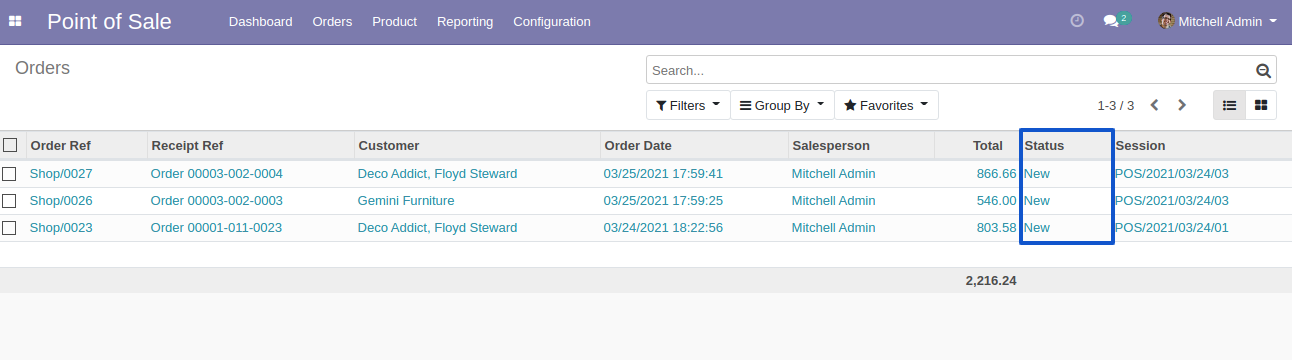 Point of Sale Dashboard Orders Product Reporting Configuration 2 Mitchell Admin
Orders
Search...
Filters Group By Favorites 1-3 / 3
Order Ref Receipt Ref Customer Order Date Salesperson Total Status Session
Shop/0027 Order 00003-002-0004 Deco Addict, Floyd Steward 03/25/2021 17:59:41 Mitchell Admin 866.66 New POS/2021/03/24/03
Shop/0026 Order 00003-002-0003 Gemini Furniture 03/25/2021 17:59:25 Mitchell Admin 546.00 New POS/2021/03/24/03
Shop/0023 Order 00001-011-0023 Deco Addict, Floyd Steward 03/24/2021 18:22:56 Mitchell Admin 803.58 New POS/2021/03/24/01
2,216.24